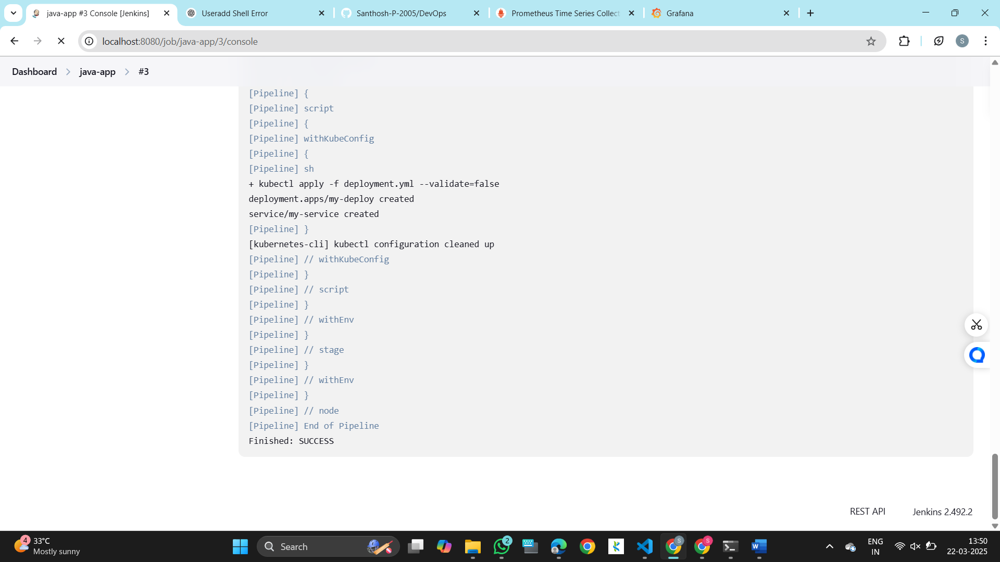 java-app #3 Console [Jenkins]
Useradd Shell Error
Santhosh-P-2005/DevOps
Prometheus Time Series Collect
Grafana
localhost:8080/job/java-app/3/console
S
Dashboard
java-app
#3
[Pipeline] {
[Pipeline] script
[Pipeline] {
[Pipeline] withKubeConfig
[Pipeline] {
[Pipeline] sh
+ kubectl apply -f deployment.yml --validate=false
deployment.apps/my-deploy created
service/my-service created
[Pipeline] }
[kubernetes-cli] kubectl configuration cleaned up
[Pipeline] // withKubeConfig
[Pipeline] }
[Pipeline] // script
[Pipeline] }
[Pipeline] // withEnv
[Pipeline] }
[Pipeline] // stage
[Pipeline] }
[Pipeline] // withEnv
[Pipeline] }
[Pipeline] // node
[Pipeline] End of Pipeline
Finished: SUCCESS
REST API
Jenkins 2.492.2
4
33°C
Mostly sunny
Search
2
S
S
W
ENG
IN
13:50
22-03-2025